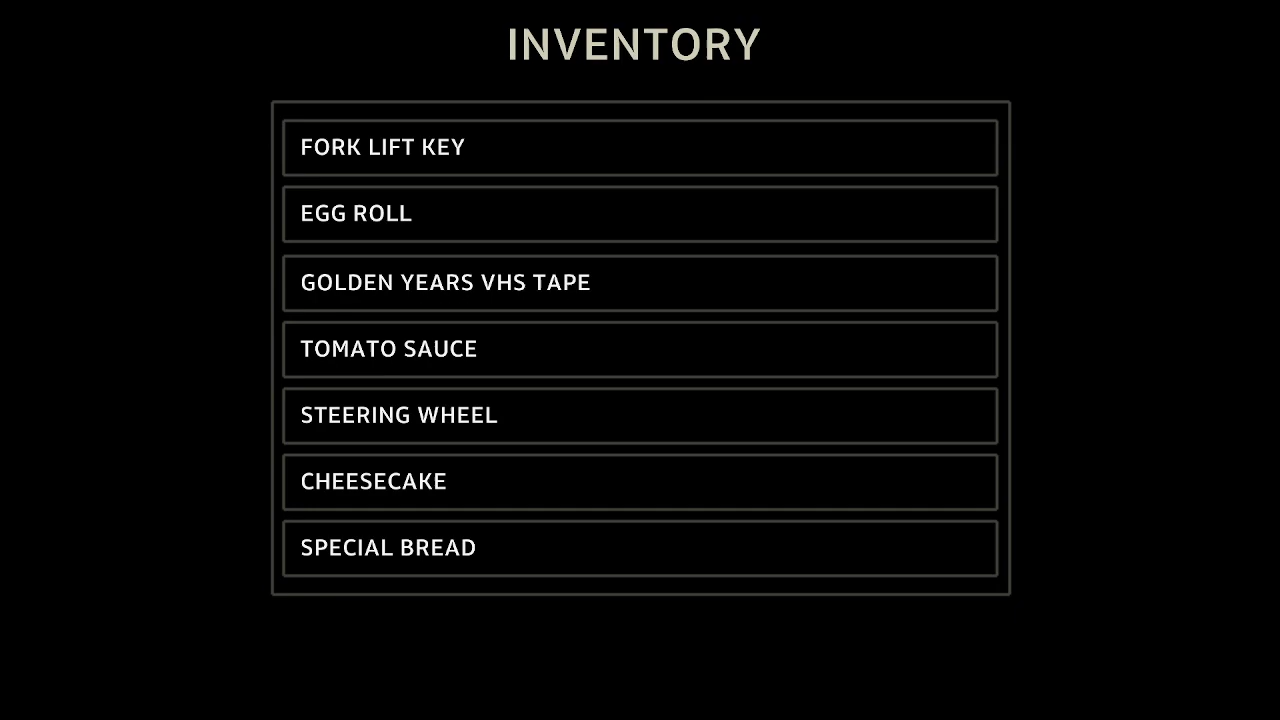 INVENTORY
FORK LIFT KEY
EGG ROLL
GOLDEN YEARS VHS TAPE
TOMATO SAUCE
STEERING WHEEL
CHEESECAKE
SPECIAL BREAD